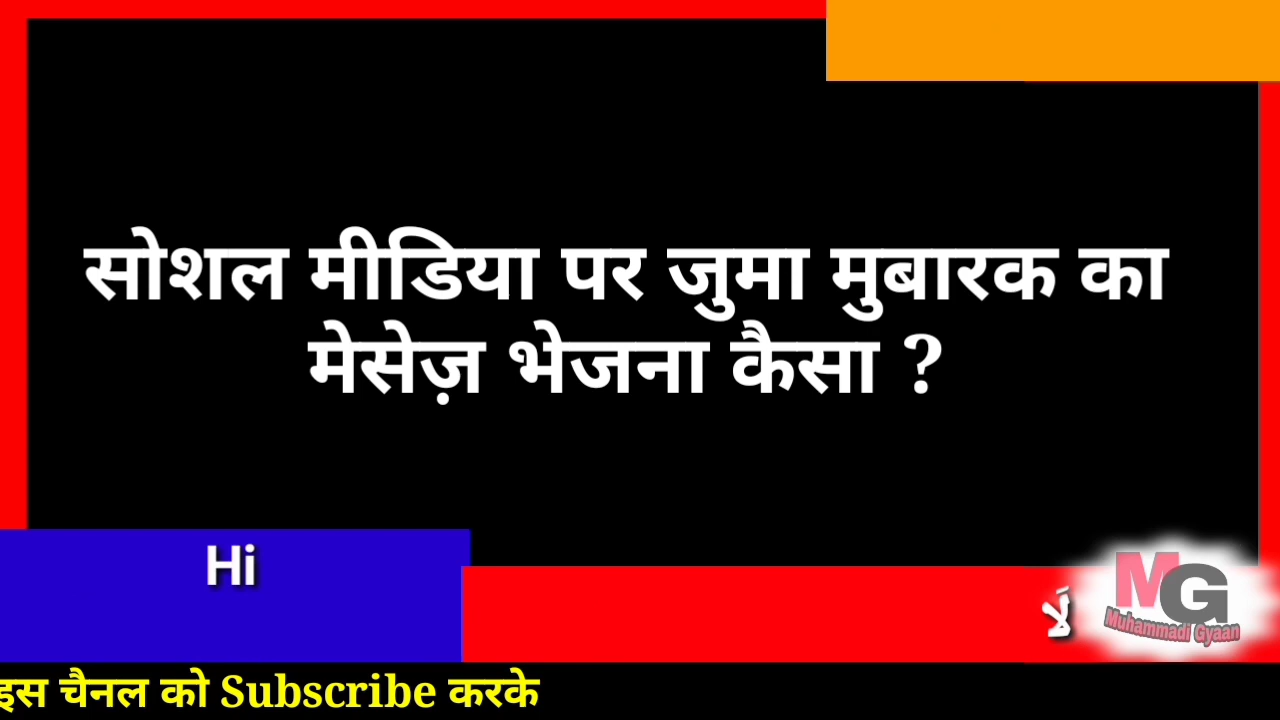 सोशल मीडिया पर जुमा मुबारक का
मेसेज़ भेजना कैसा ?
Hi
لَا
MG
Muhammadi Gyaan
इस चैनल को Subscribe करके